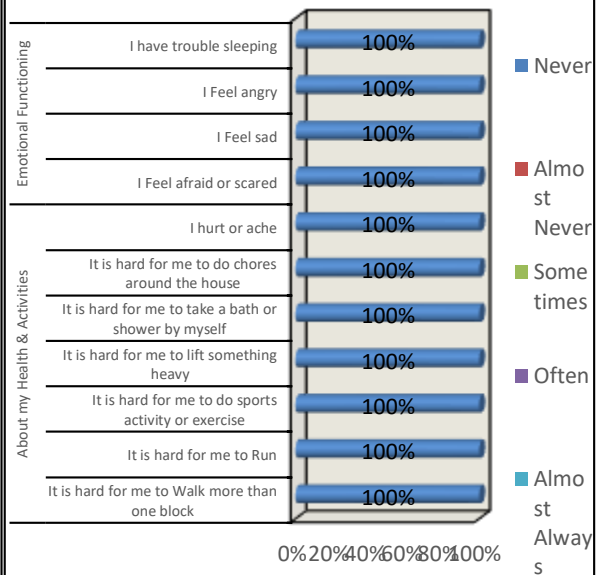 Emotional Functioning
I have trouble sleeping
100%
I Feel angry
100%
I Feel sad
100%
I Feel afraid or scared
100%
About my Health & Activities
I hurt or ache
100%
It is hard for me to do chores
around the house
100%
It is hard for me to take a bath or
shower by myself
100%
It is hard for me to lift something
heavy
100%
It is hard for me to do sports
activity or exercise
100%
It is hard for me to Run
100%
It is hard for me to Walk more than
one block
100%
0% 20% 40% 60% 80% 100%
Never
Almo
st
Never
Some
times
Often
Almo
st
Alway
s